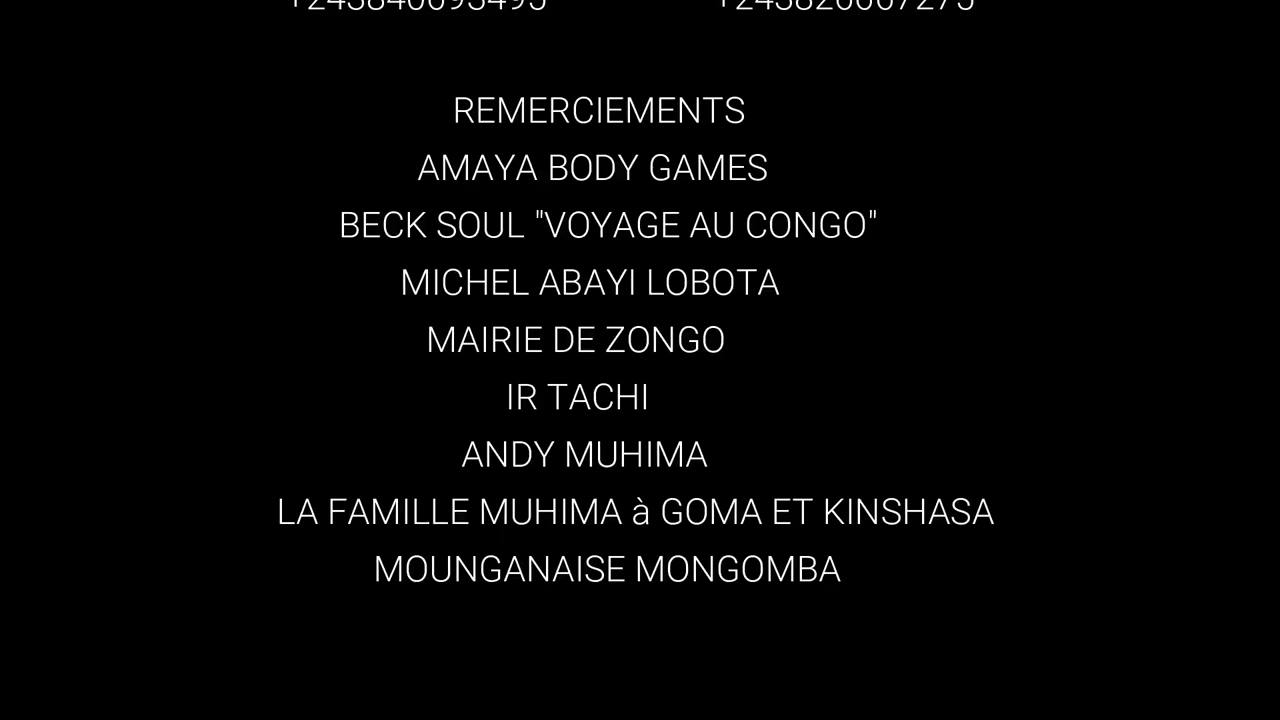 REMERCIEMENTS
AMAYA BODY GAMES
BECK SOUL "VOYAGE AU CONGO"
MICHEL ABAYI LOBOTA
MAIRIE DE ZONGO
IR TACHI
ANDY MUHIMA
LA FAMILLE MUHIMA à GOMA ET KINSHASA
MOUNGANAISE MONGOMBA